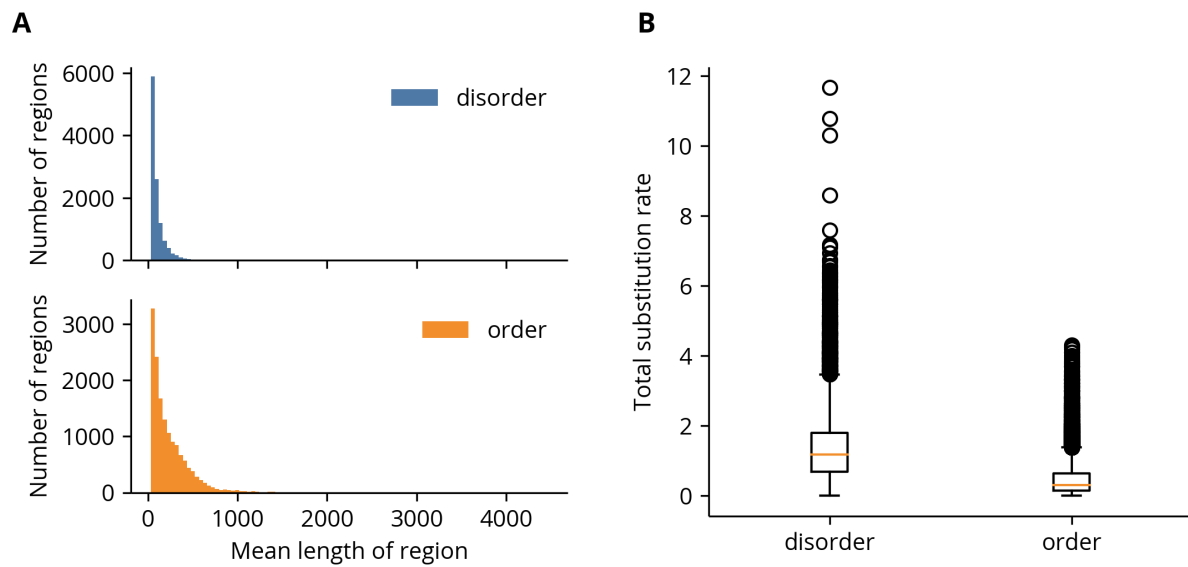 A
Number of regions
6000
4000
2000
0
disorder
Number of regions
3000
2000
1000
0
order
0 1000 2000 3000 4000
Mean length of region
B
Total substitution rate
12
10
8
6
4
2
0
disorder order